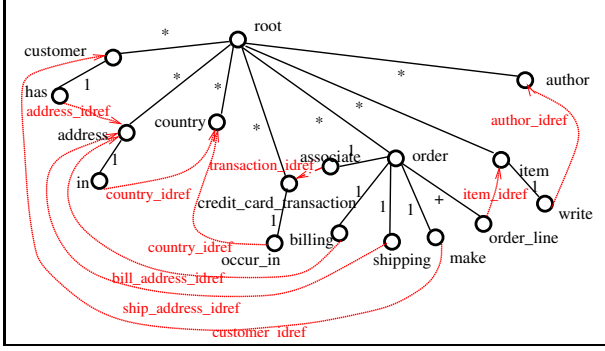 root
*
customer
*
1
*
*
*
*
*
has
author
address_idref
address
country
author_idref
1
associate
1
order
transaction_idref
item
1
in
country_idref
credit_card_transaction
1
+
item_idref
1
1
1
write
billing
order_line
country_idref
occur_in
shipping
make
bill_address_idref
ship_address_idref
customer_idref